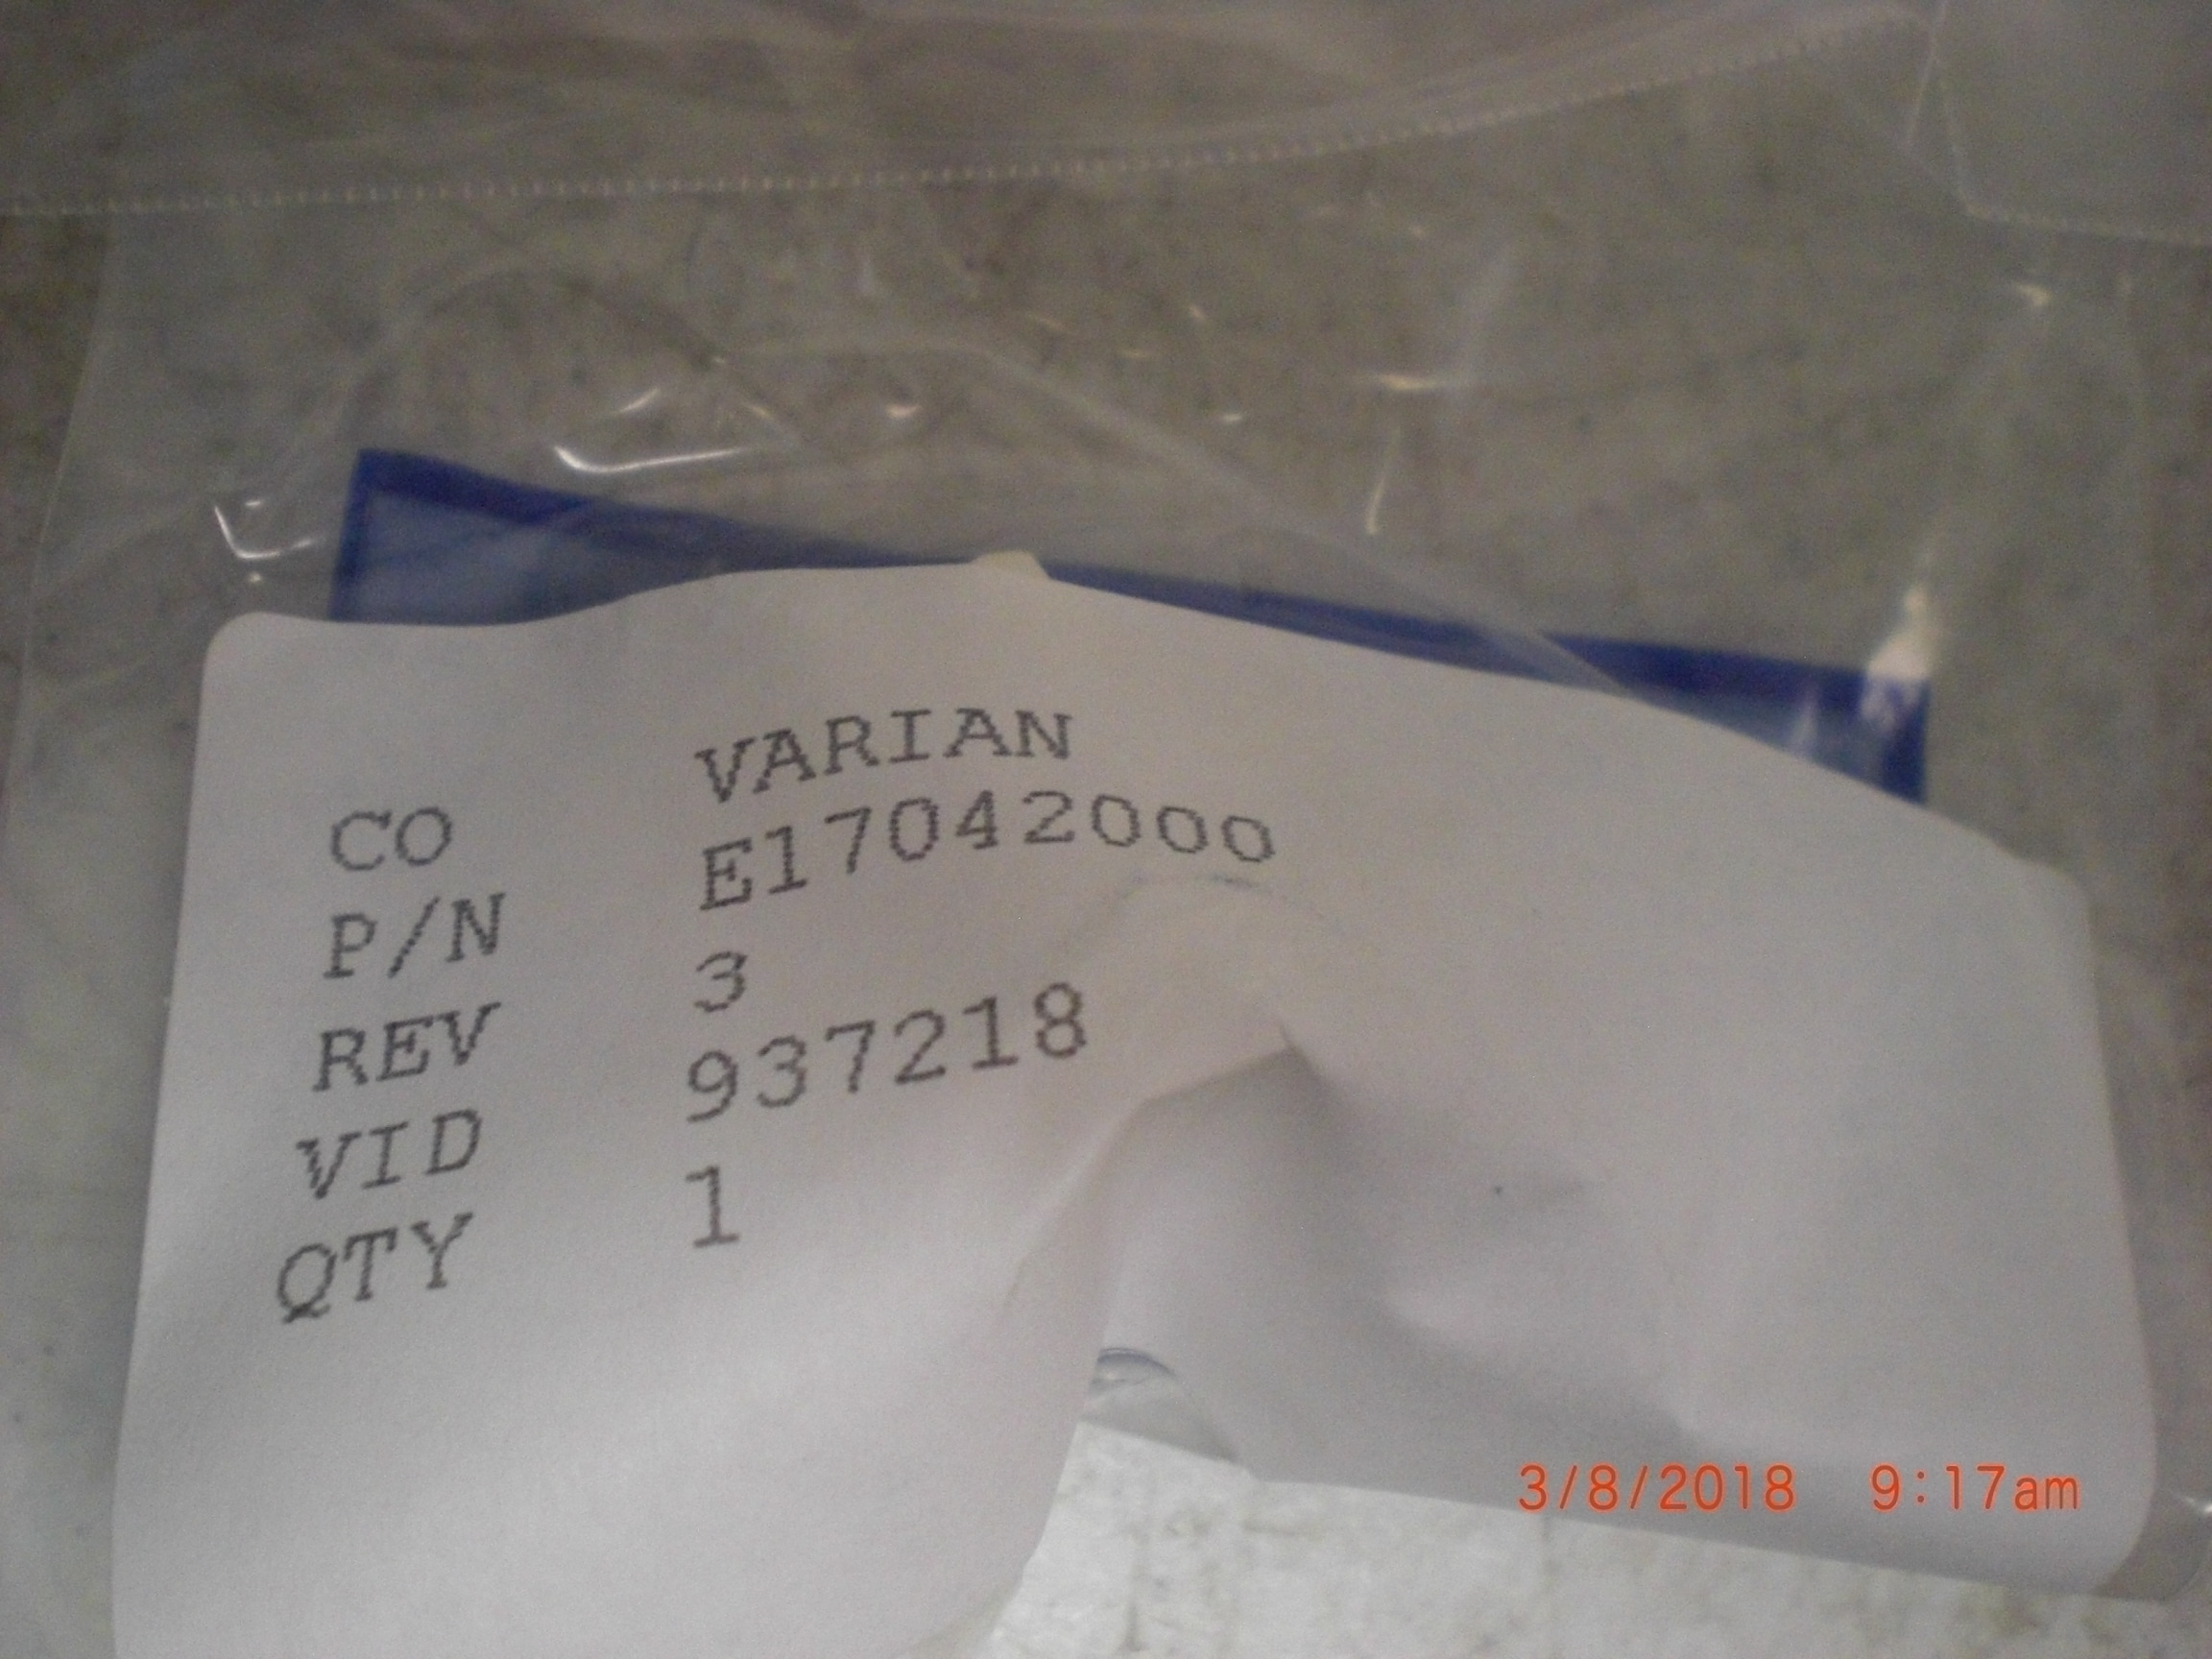 CO VARIAN
P/N E17042000
REV 3
VID 937218
QTY 1
3/8/2018 9:17am